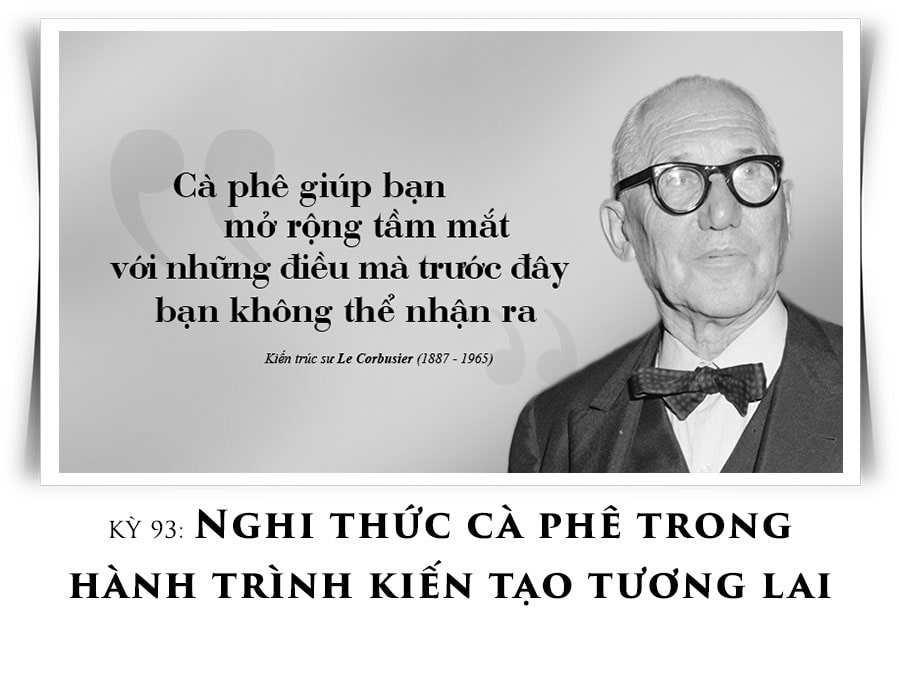 Cà phê giúp bạn
mở rộng tầm mắt
với những điều mà trước đây
bạn không thể nhận ra
Kiến trúc sư Le Corbusier (1887 - 1965)
KỲ 93: NGHI THỨC CÀ PHÊ TRONG
HÀNH TRÌNH KIẾN TẠO TƯƠNG LAI